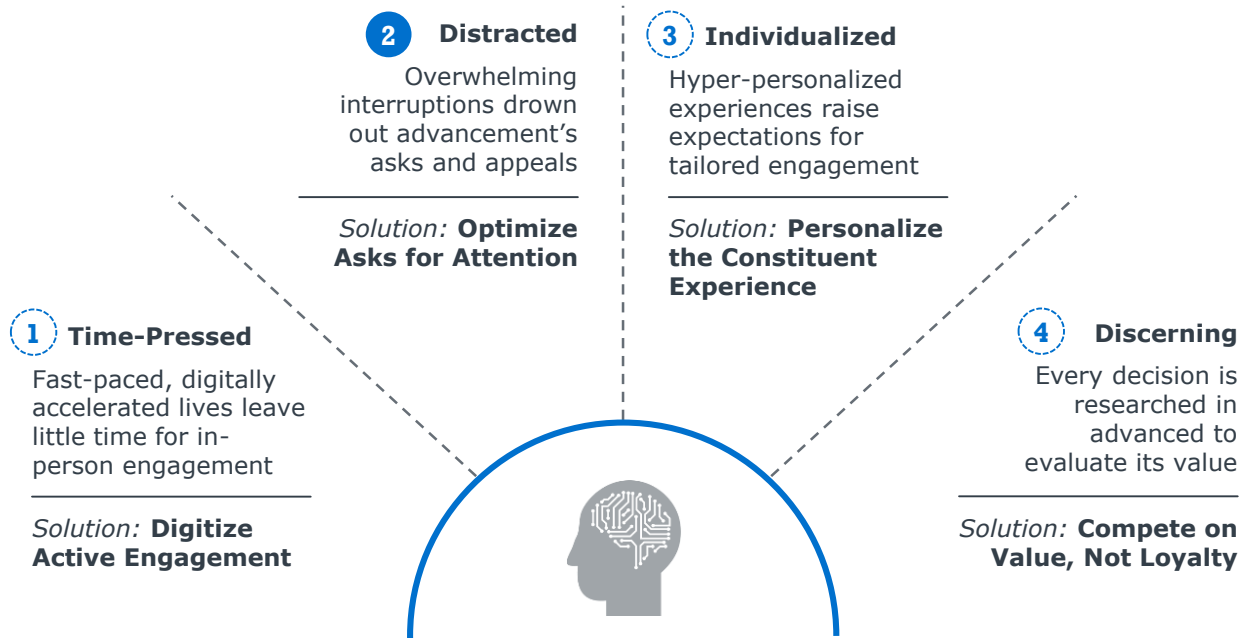 1 Time-Pressed
Fast-paced, digitally
accelerated lives leave
little time for in-
person engagement
Solution: Digitize
Active Engagement
2 Distracted
Overwhelming
interruptions drown
out advancement’s
asks and appeals
Solution: Optimize
Asks for Attention
3 Individualized
Hyper-personalized
experiences raise
expectations for
tailored engagement
Solution: Personalize
the Constituent
Experience
4 Discerning
Every decision is
researched in
advanced to
evaluate its value
Solution: Compete on
Value, Not Loyalty